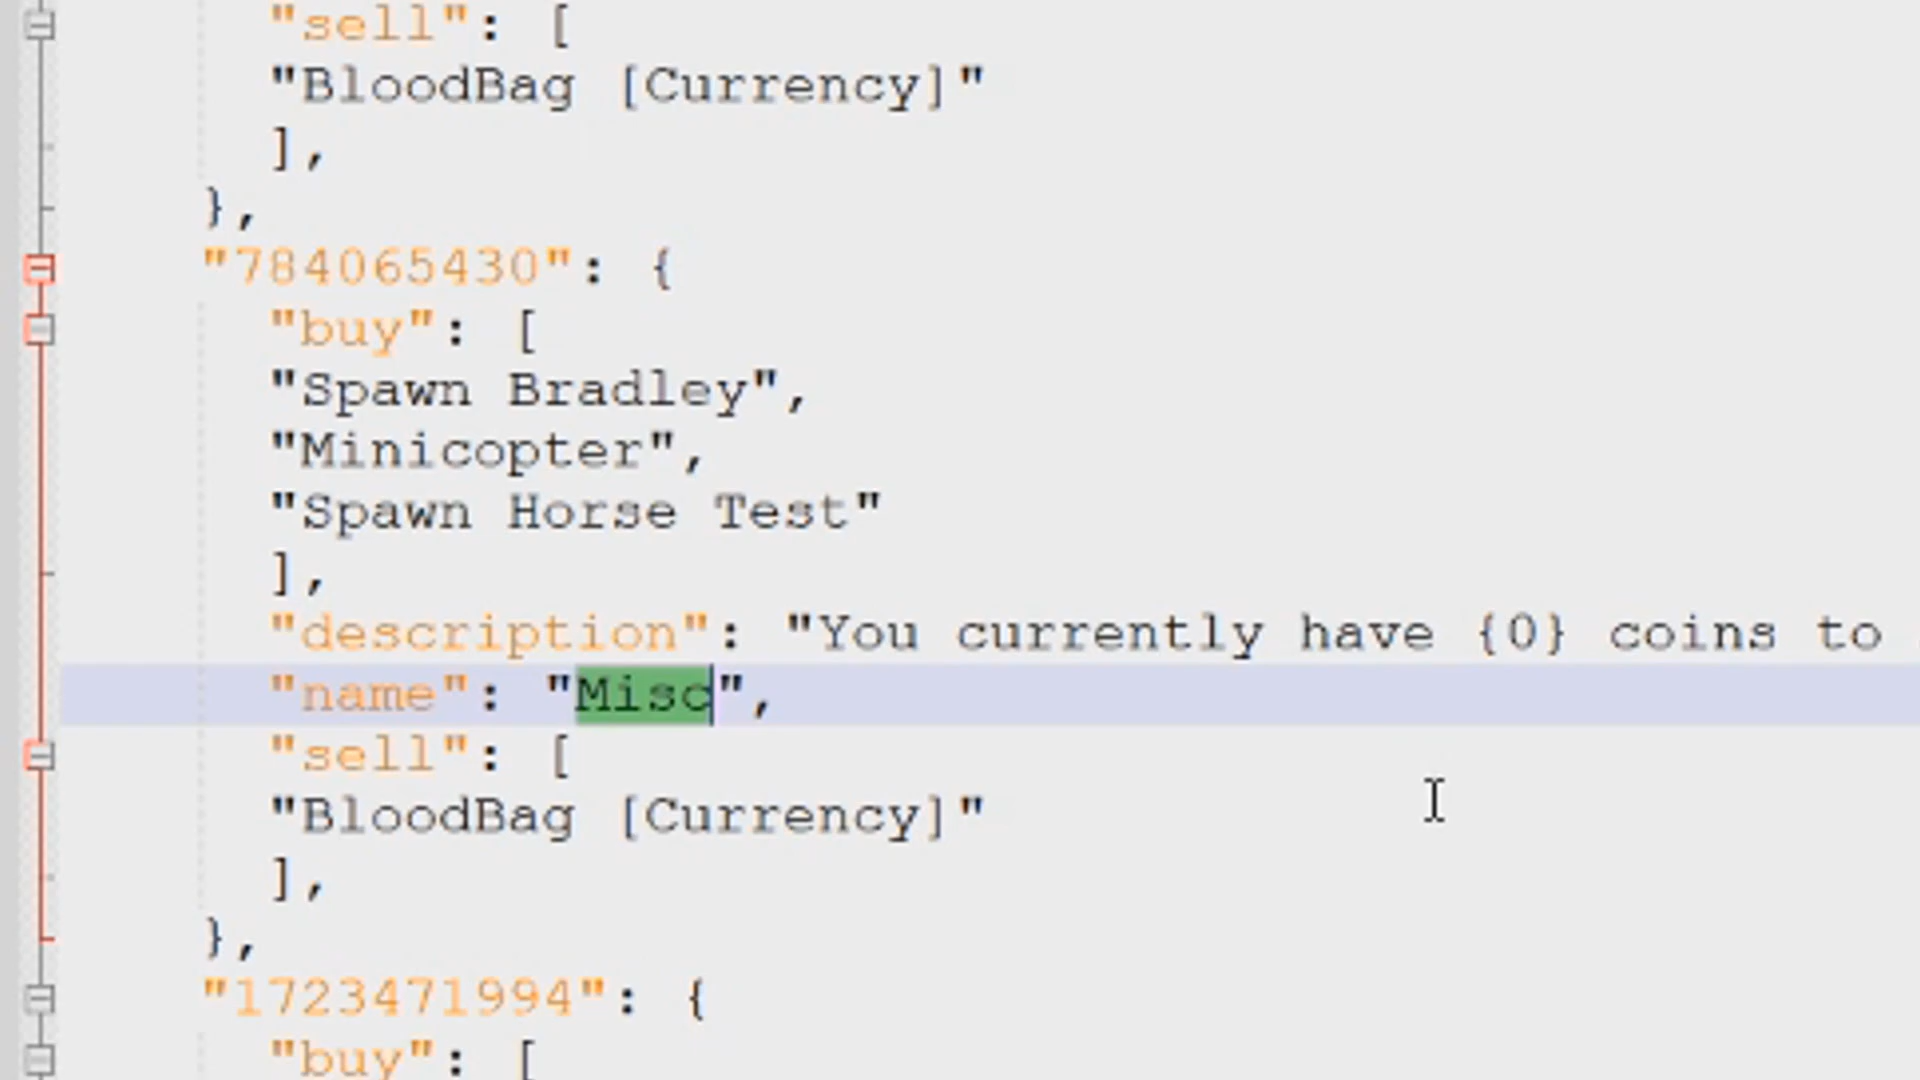 "sell": [
"BloodBag [Currency]"
],
},
"784065430": {
"buy": [
"Spawn Bradley",
"Minicopter",
"Spawn Horse Test"
],
"description": "You currently have {0} coins to
"name": "Misc",
"sell": [
"BloodBag [Currency]"
],
},
"1723471994": {
"buy": [